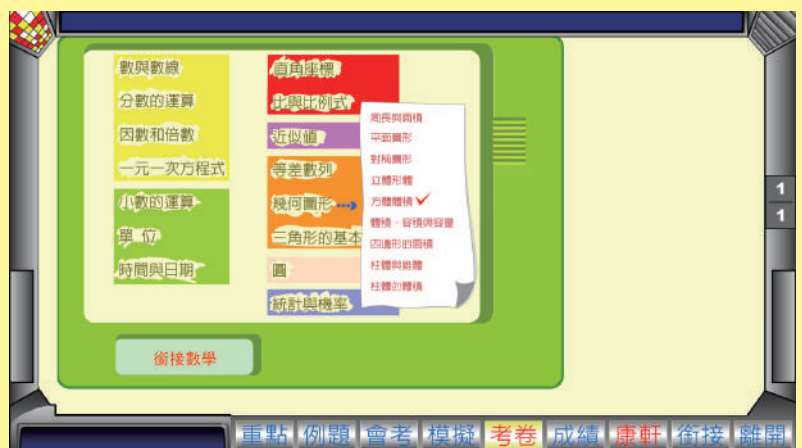 數與數線
分數的運算
因數和倍數
一元一次方程式
小數的運算
單 位
時間與日期
直角座標
比與比例式
近似值
等差數列
幾何圖形
三角形的基本
圓
統計與機率
周長與面積
平面圖形
對稱圖形
立體形體
方體體積
體積、容積與容量
四邊形的面積
柱體與錐體
柱體的體積
銜接數學
1
1
重點 例題 會考 模擬 考卷 成績 康軒 銜接 離開